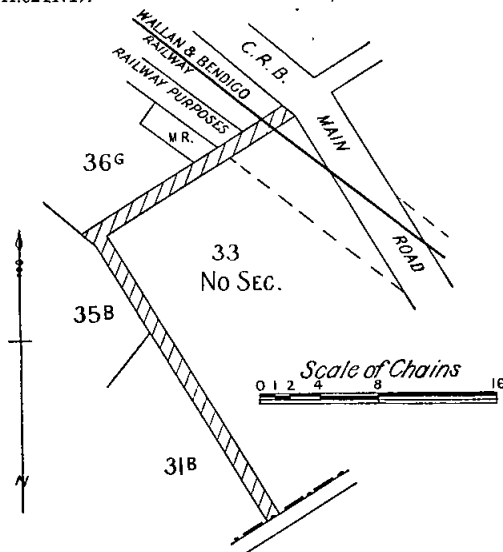 WALLAN & BENDIGO
RAILWAY
C.R.B.
RAILWAY PURPOSES
MAIN
ROAD
M R.
36G
33
No SEC.
35B
31B
Scale of Chains
0 1 2 4 8 16
N